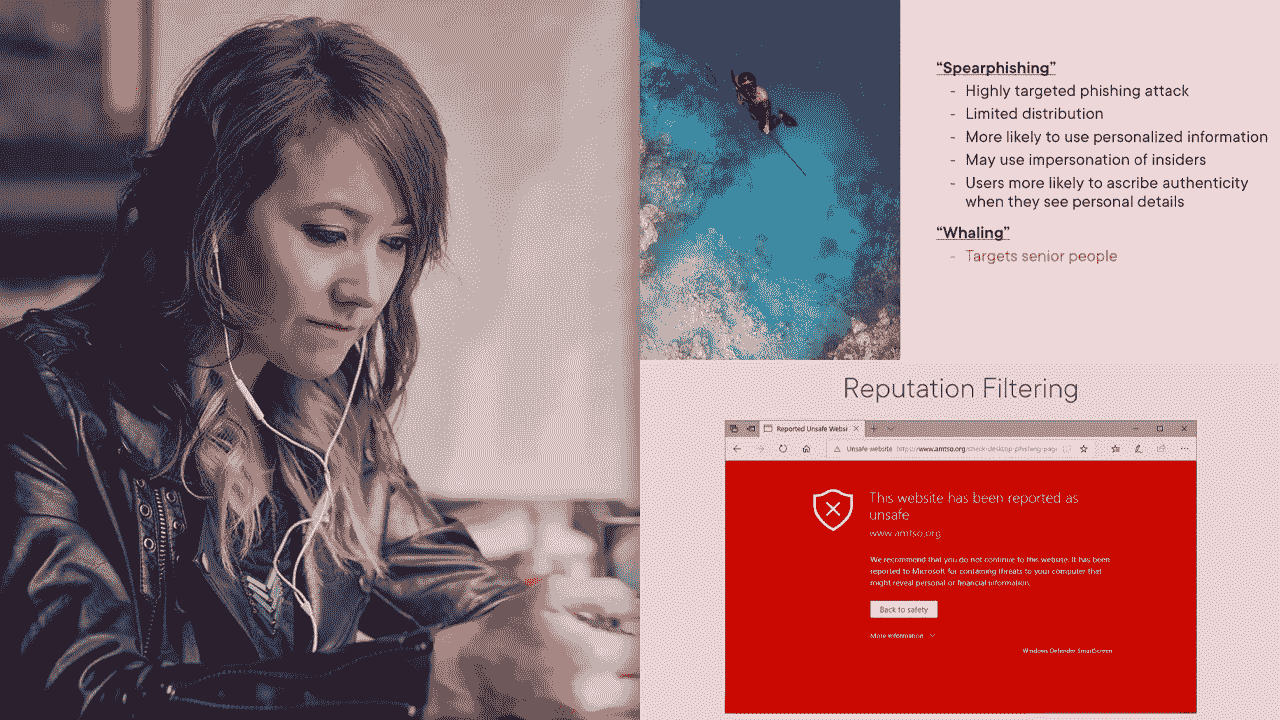 “Spearphishing”
- Highly targeted phishing attack
- Limited distribution
- More likely to use personalized information
- May use impersonation of insiders
- Users more likely to ascribe authenticity
when they see personal details
“Whaling”
- Targets senior people
Reputation Filtering
Reported Unsafe Websi
Unsafe website http://www.amtso.org/check-desktop-phishing-page
This website has been reported as
unsafe
www.amtso.org
We recommend that you do not continue to this website. It has been
reported to Microsoft for containing threats to your computer that
might reveal personal or financial information.
Back to safety
More information
Windows Defender SmartScreen